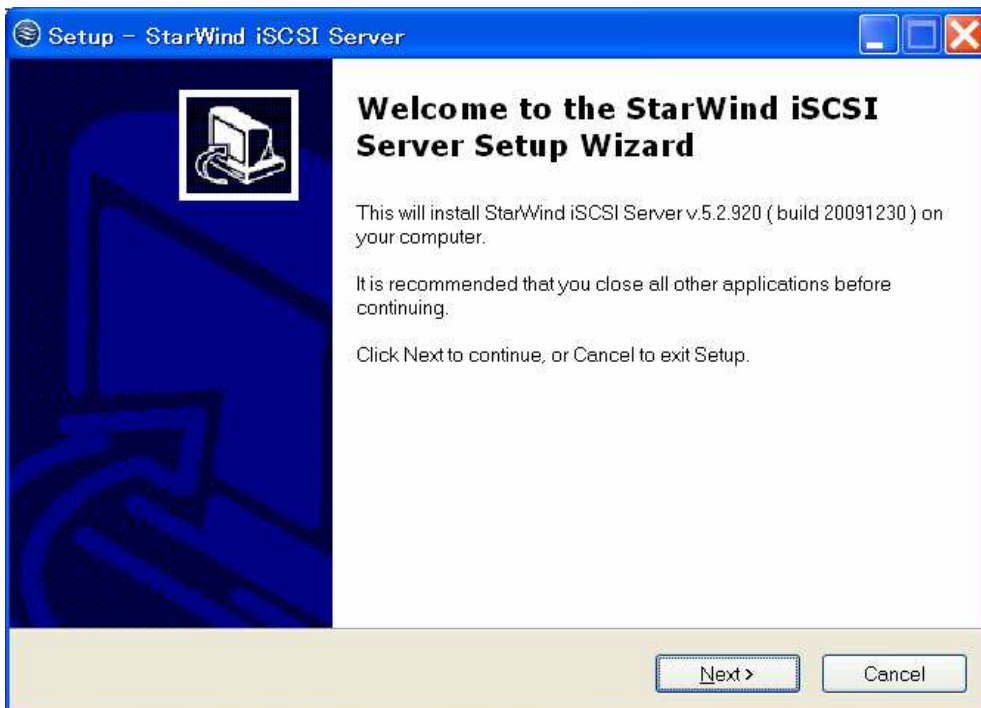 Setup - StarWind iSCSI Server
Welcome to the StarWind iSCSI
Server Setup Wizard
This will install StarWind iSCSI Server v.5.2.920 ( build 20091230 ) on
your computer.
It is recommended that you close all other applications before
continuing.
Click Next to continue, or Cancel to exit Setup.
Next >
Cancel